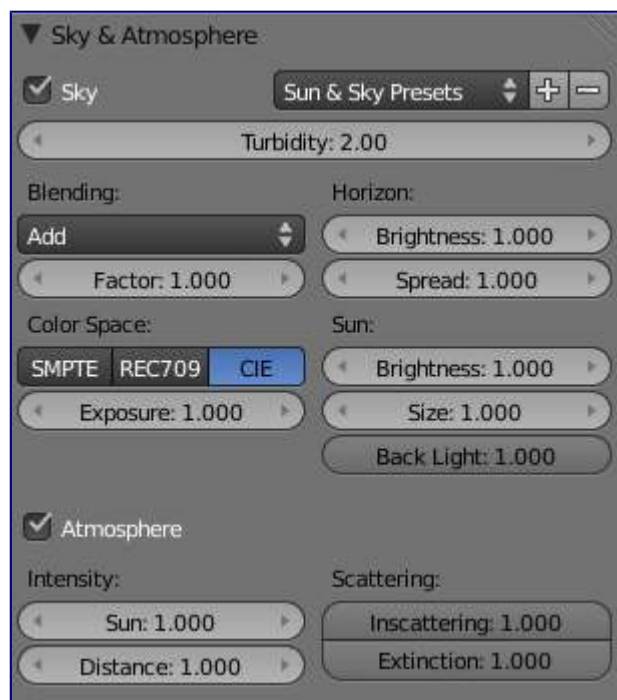 Sky & Atmosphere
Sky
Sun & Sky Presets
Turbidity: 2.00
Blending:
Add
Factor: 1.000
Horizon:
Brightness: 1.000
Spread: 1.000
Color Space:
SMPTE REC709 CIE
Exposure: 1.000
Sun:
Brightness: 1.000
Size: 1.000
Back Light: 1.000
Atmosphere
Intensity:
Sun: 1.000
Distance: 1.000
Scattering:
Inscattering: 1.000
Extinction: 1.000